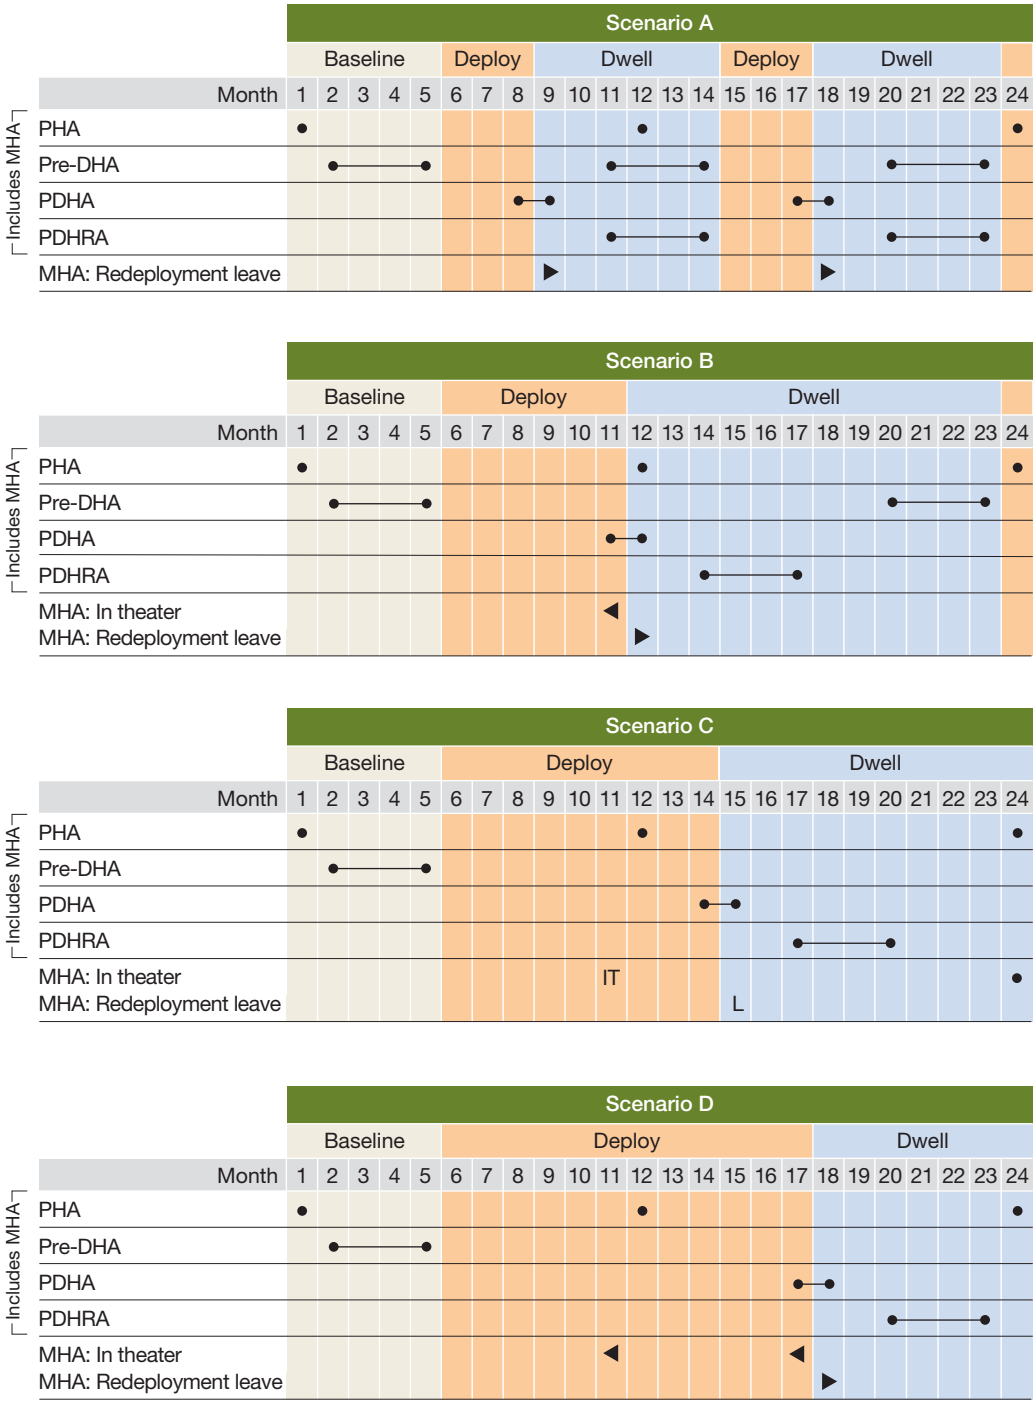 Scenario A
Baseline Deploy Dwell Deploy Dwell
Month 1 2 3 4 5 6 7 8 9 10 11 12 13 14 15 16 17 18 19 20 21 22 23 24
Includes MHA
PHA
Pre-DHA
PDHA
PDHRA
MHA: Redeployment leave
Scenario B
Baseline Deploy Dwell
Month 1 2 3 4 5 6 7 8 9 10 11 12 13 14 15 16 17 18 19 20 21 22 23 24
Includes MHA
PHA
Pre-DHA
PDHA
PDHRA
MHA: In theater
MHA: Redeployment leave
Scenario C
Baseline Deploy Dwell
Month 1 2 3 4 5 6 7 8 9 10 11 12 13 14 15 16 17 18 19 20 21 22 23 24
Includes MHA
PHA
Pre-DHA
PDHA
PDHRA
MHA: In theater IT
MHA: Redeployment leave L
Scenario D
Baseline Deploy Dwell
Month 1 2 3 4 5 6 7 8 9 10 11 12 13 14 15 16 17 18 19 20 21 22 23 24
Includes MHA
PHA
Pre-DHA
PDHA
PDHRA
MHA: In theater
MHA: Redeployment leave